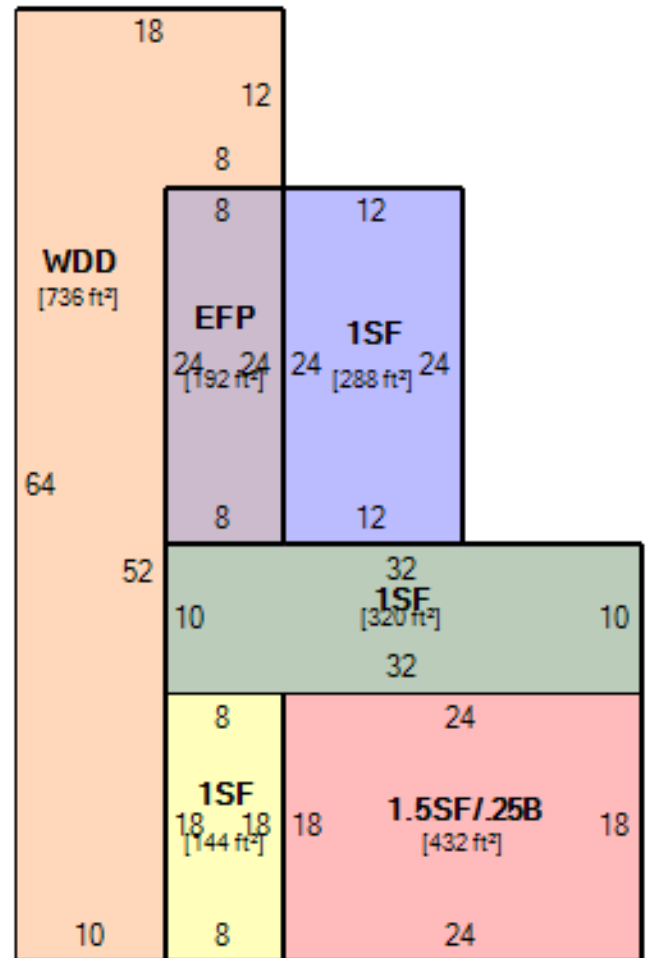 18
12
8
8 12
WDD
[736 ft²]
EFP
1SF
24 24 24 24
[192 ft²] [288 ft²]
64
8 12
52
32
1SF
[320 ft²]
10 10
32
8 24
1SF
1.5SF/.25B
18 18 18 18
[144 ft²] [432 ft²]
10 8 24